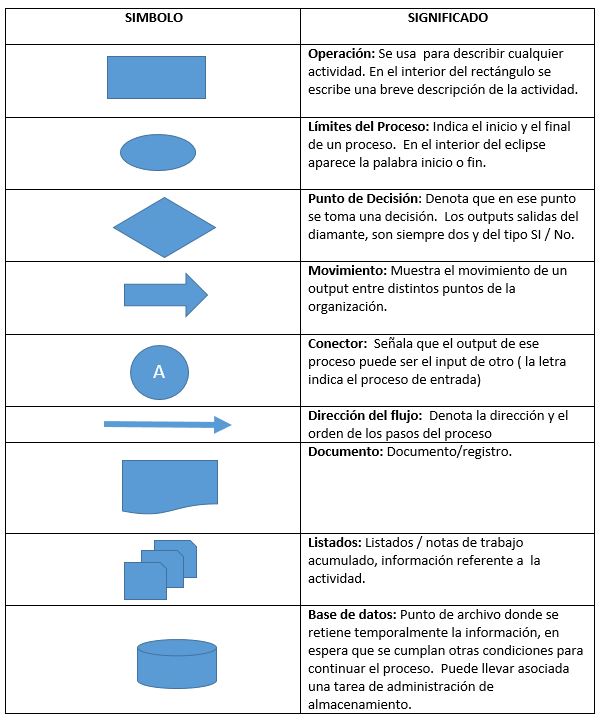 SIMBOLO
SIGNIFICADO
Operación: Se usa para describir cualquier
actividad. En el interior del rectángulo se
escribe una breve descripción de la actividad.
Límites del Proceso: Indica el inicio y el final
de un proceso. En el interior del eclipse
aparece la palabra inicio o fin.
Punto de Decisión: Denota que en ese punto
se toma una decisión. Los outputs salidas del
diamante, son siempre dos y del tipo SI / No.
Movimiento: Muestra el movimiento de un
output entre distintos puntos de la
organización.
A
Conector: Señala que el output de ese
proceso puede ser el input de otro ( la letra
indica el proceso de entrada)
Dirección del flujo: Denota la dirección y el
orden de los pasos del proceso
Documento: Documento/registro.
Listados: Listados / notas de trabajo
acumulado, información referente a la
actividad.
Base de datos: Punto de archivo donde se
retiene temporalmente la información, en
espera que se cumplan otras condiciones para
continuar el proceso. Puede llevar asociada
una tarea de administración de
almacenamiento.